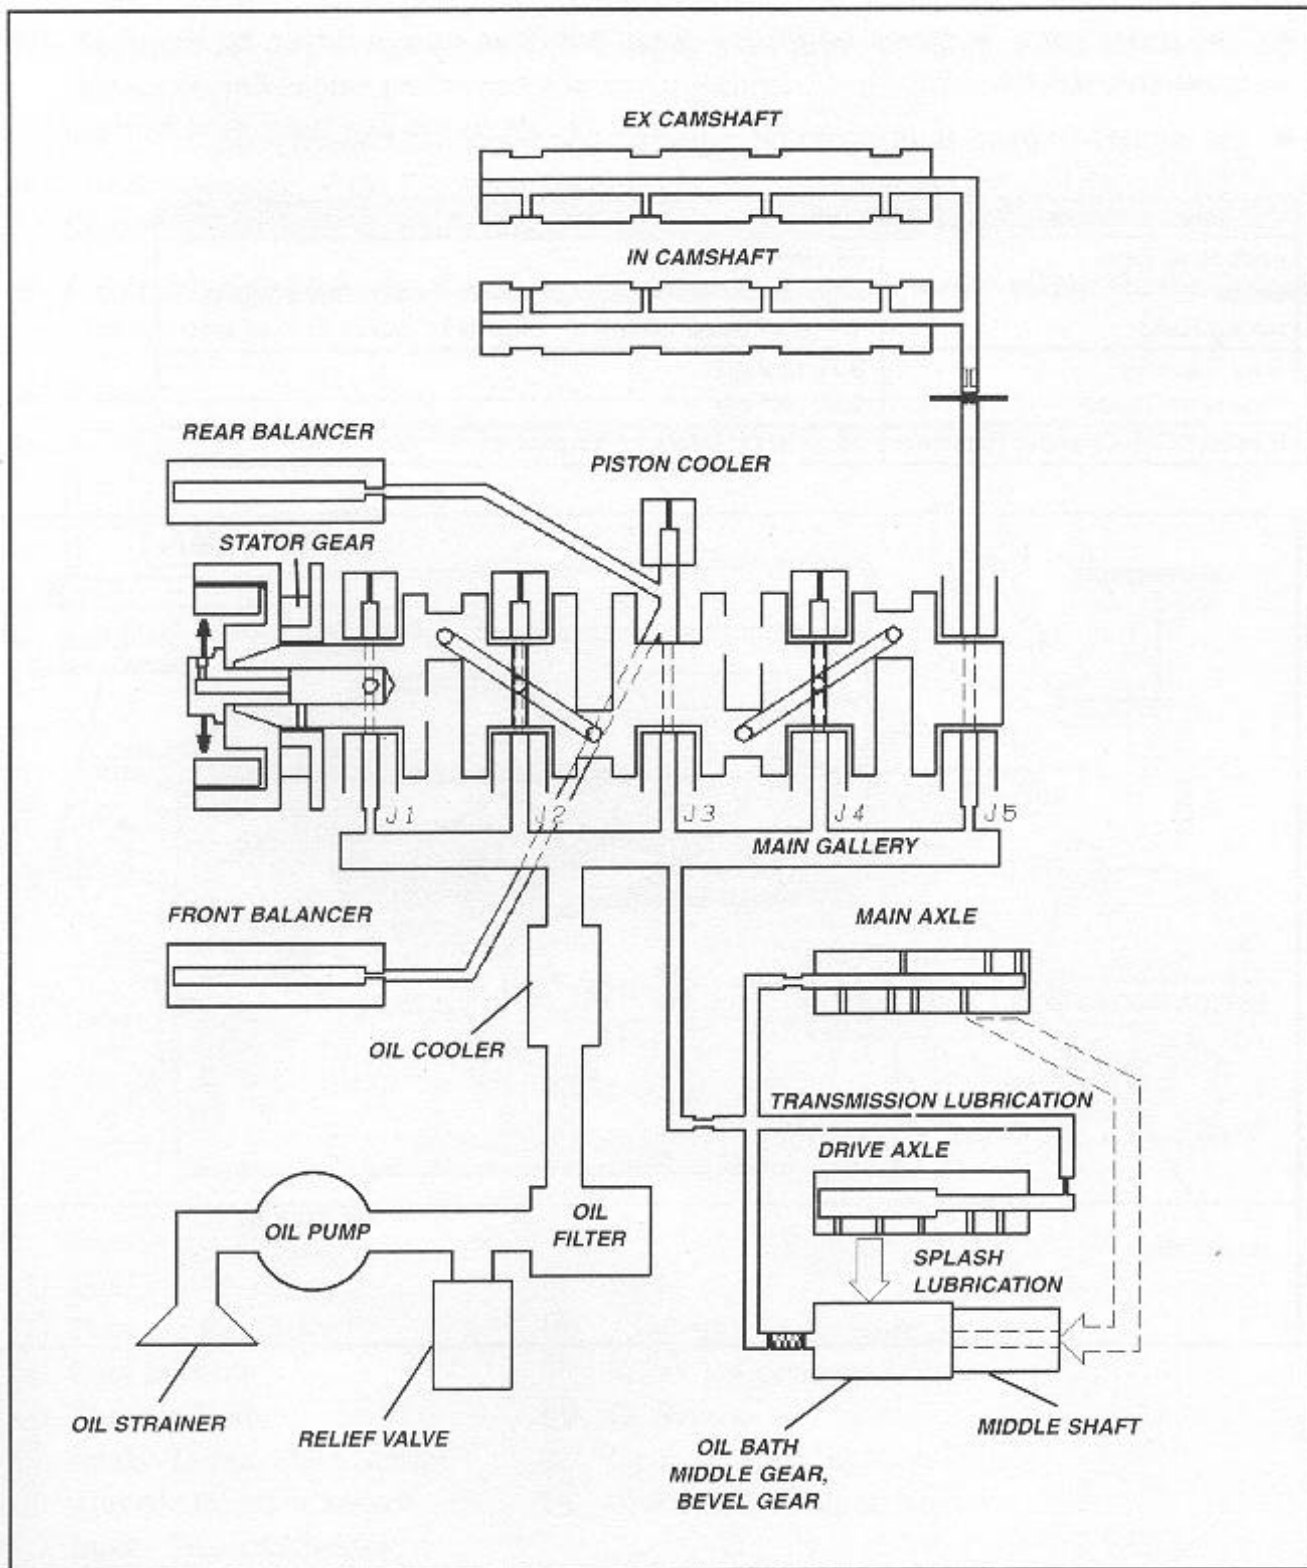 EX CAMSHAFT
IN CAMSHAFT
REAR BALANCER
PISTON COOLER
STATOR GEAR
J1
J2
J3
J4
J5
MAIN GALLERY
FRONT BALANCER
MAIN AXLE
OIL COOLER
TRANSMISSION LUBRICATION
DRIVE AXLE
OIL PUMP
OIL
FILTER
SPLASH
LUBRICATION
OIL STRAINER
RELIEF VALVE
MIDDLE SHAFT
OIL BATH
MIDDLE GEAR,
BEVEL GEAR